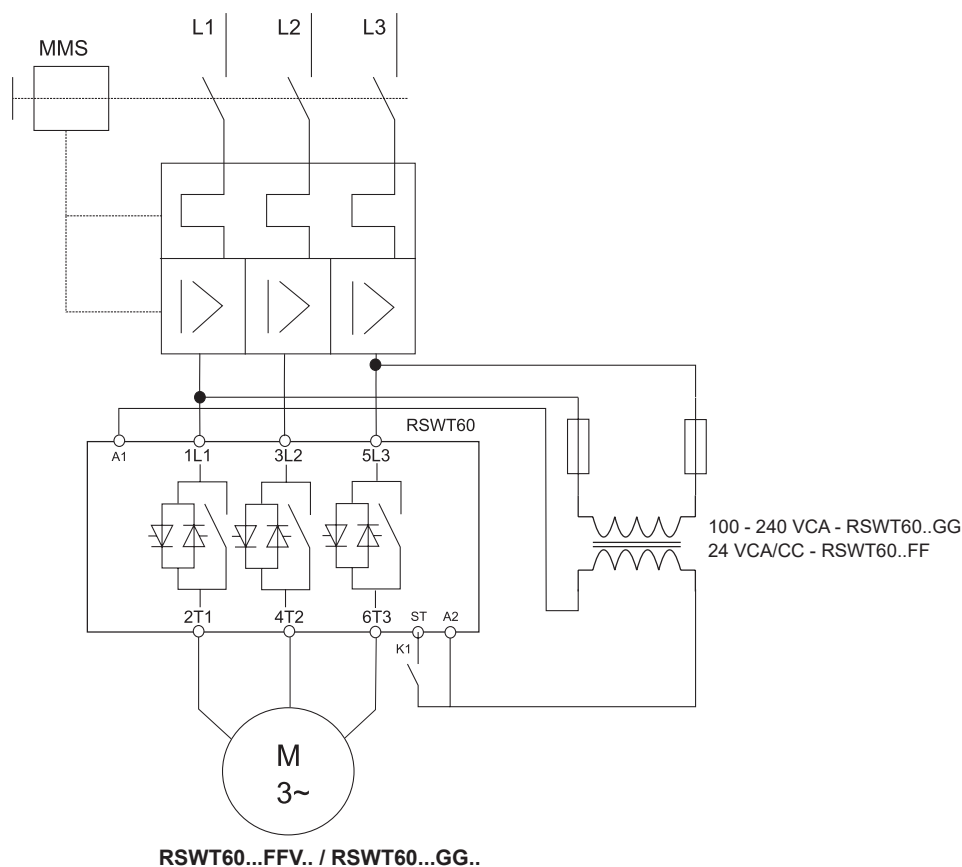 L1 L2 L3
MMS
RSWT60
A1 1L1 3L2 5L3
100 - 240 VCA - RSWT60..GG
24 VCA/CC - RSWT60..FF
2T1 4T2 6T3 ST A2
K1
M
3~
RSWT60...FFV.. / RSWT60...GG..